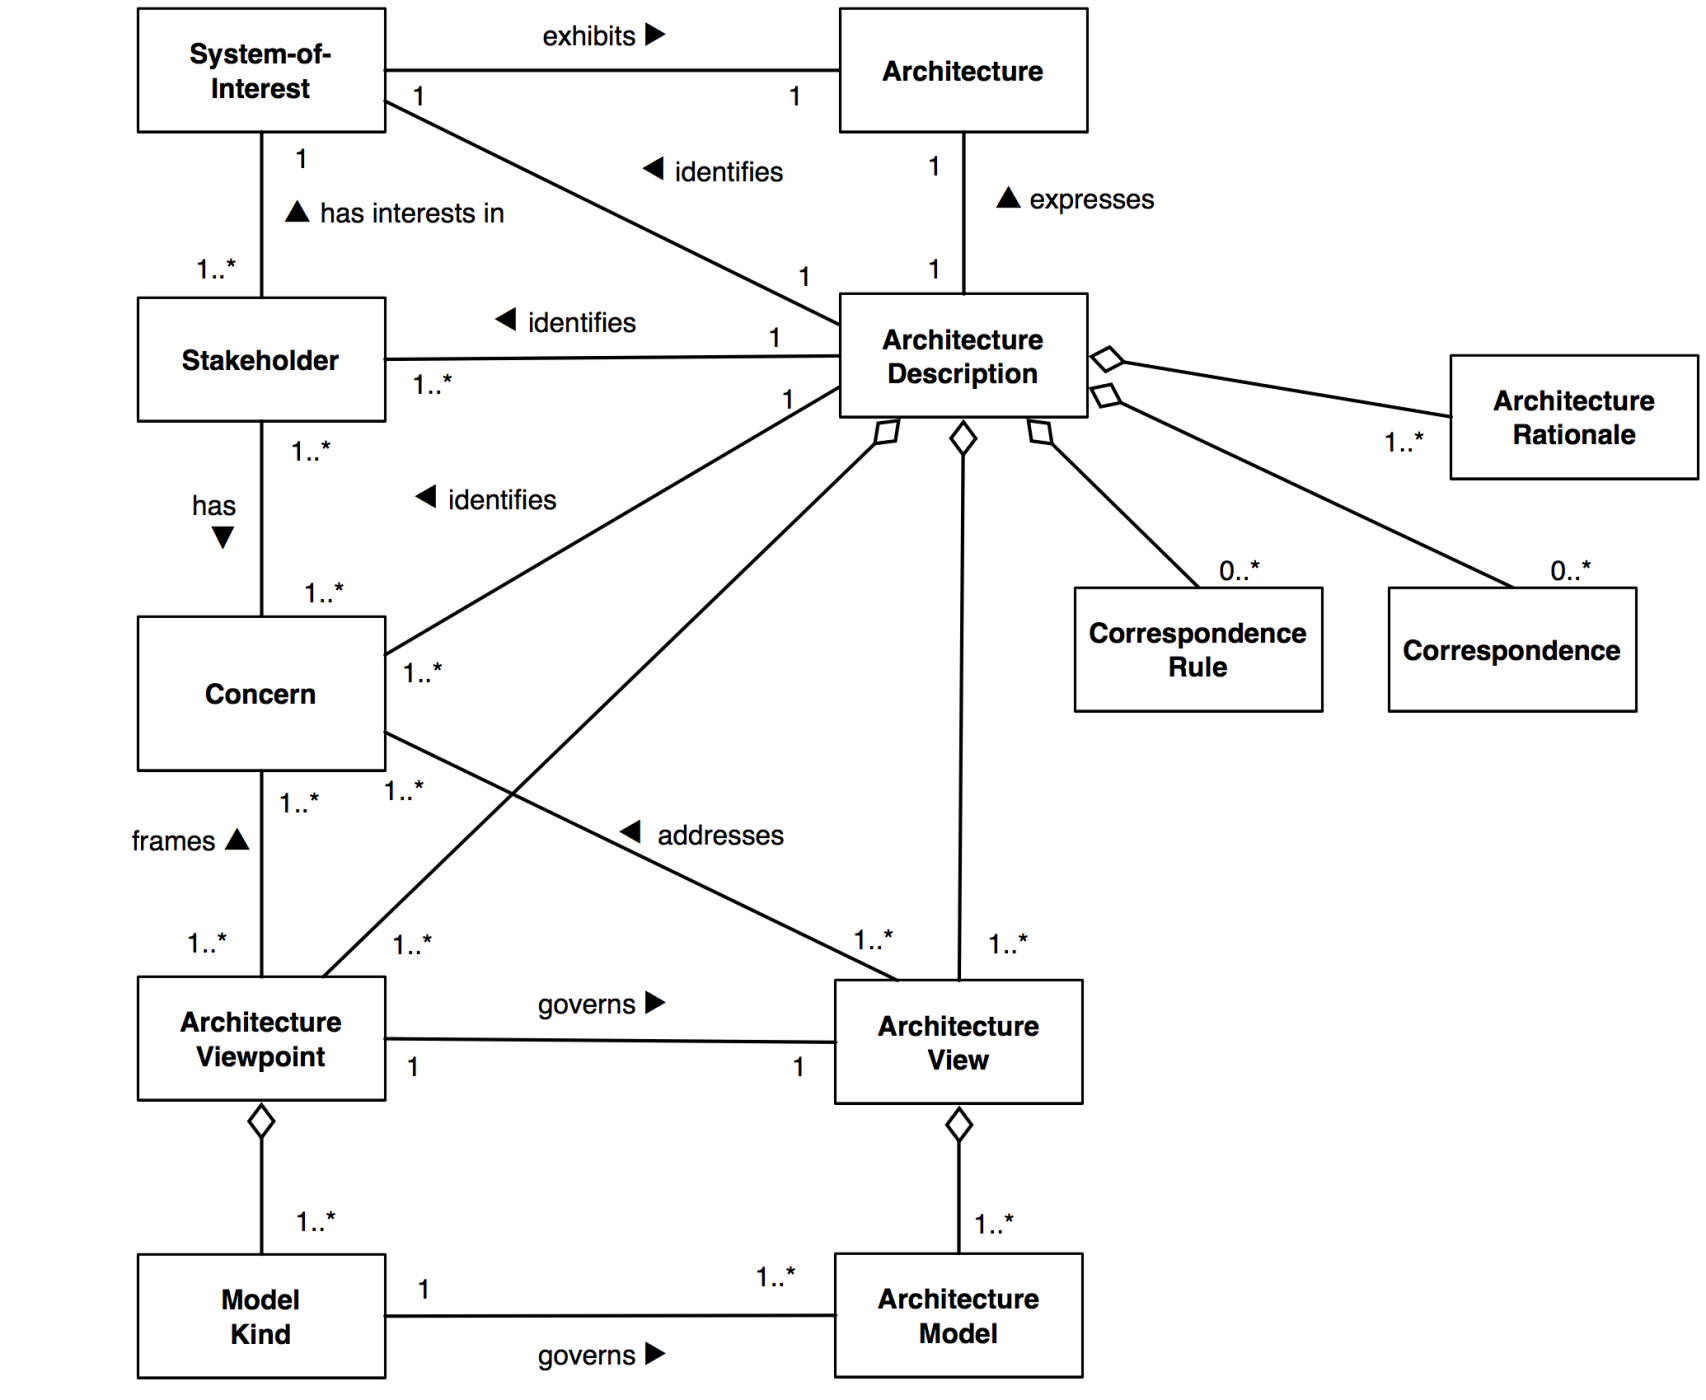 System-of-
Interest
exhibits ▶
Architecture
1
1
1
◀ identifies
1
▲ expresses
▲ has interests in
1..*
1
1
Stakeholder
◀ identifies
1
1..*
Architecture
Description
1
Architecture
Rationale
1..*
1..*
has
▼
◀ identifies
1..*
0..*
0..*
Correspondence
Rule
Correspondence
Concern
1..*
1..*
1..*
frames ▲
◀ addresses
1..*
1..*
1..*
1..*
Architecture
Viewpoint
governs ▶
1
1
Architecture
View
1..*
1..*
Model
Kind
1
1..*
governs ▶
Architecture
Model